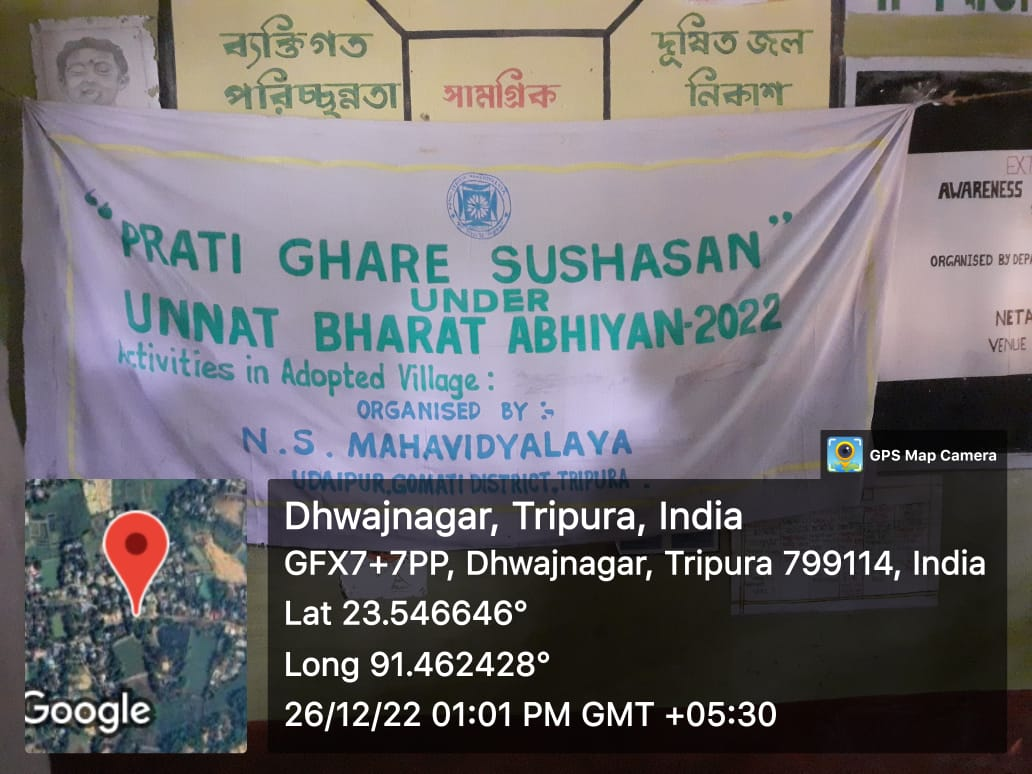 ব্যক্তিগত
পরিচ্ছন্নতা
সামগ্রিক
দূষিত জল
নিকাশ
"PRATI GHARE SUSHASAN"
UNDER
UNNAT BHARAT ABHIYAN-2022
Activities in Adopted Village :
ORGANISED BY :-
N.S. MAHAVIDYALAYA
UDAIPUR, GOMATI DISTRICT, TRIPURA .
AWARENESS
ORGANISED BY DEPA
NETA
VENUE
GPS Map Camera
Dhwajnagar, Tripura, India
GFX7+7PP, Dhwajnagar, Tripura 799114, India
Lat 23.546646°
Long 91.462428°
26/12/22 01:01 PM GMT +05:30
Google